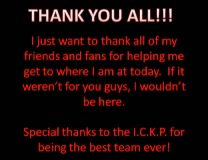 THANK YOU ALL!!!
I just want to thank all of my
friends and fans for helping me
get to where I am at today.  If it
weren't for you guys, I wouldn't
be here.
Special thanks to the I.C.K.P. for
being the best team ever!